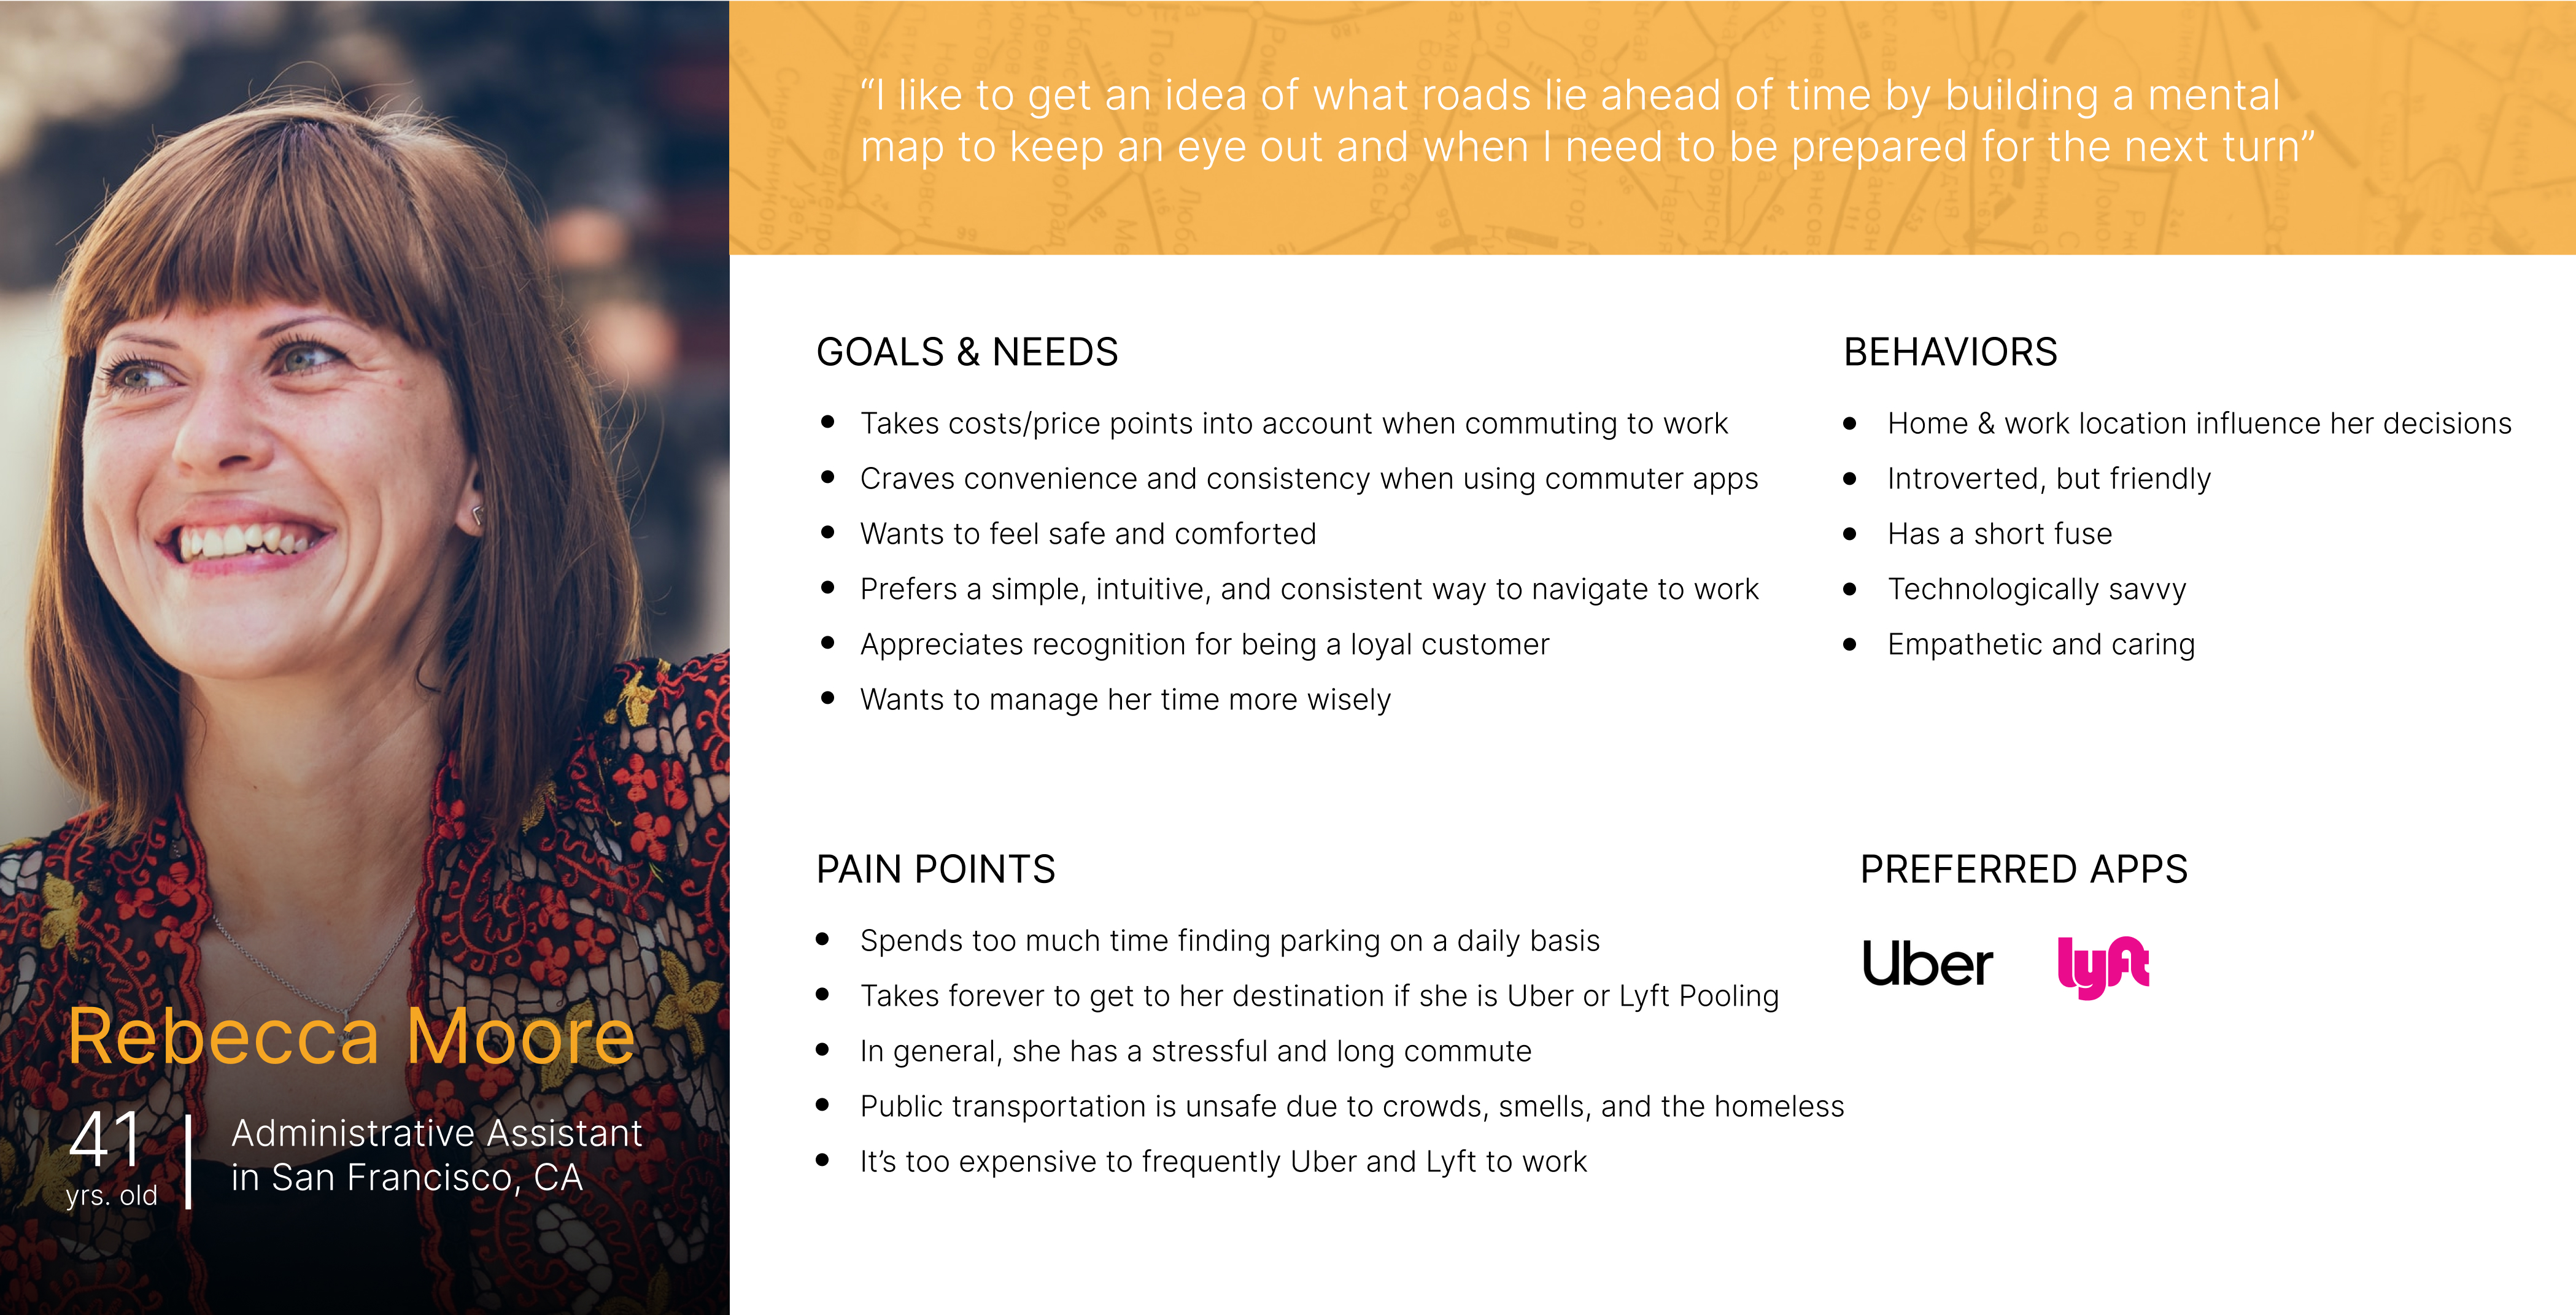 “I like to get an idea of what roads lie ahead of time by building a mental
map to keep an eye out and when I need to be prepared for the next turn”
GOALS & NEEDS
Takes costs/price points into account when commuting to work
Craves convenience and consistency when using commuter apps
Wants to feel safe and comforted
Prefers a simple, intuitive, and consistent way to navigate to work
Appreciates recognition for being a loyal customer
Wants to manage her time more wisely
BEHAVIORS
Home & work location influence her decisions
Introverted, but friendly
Has a short fuse
Technologically savvy
Empathetic and caring
PAIN POINTS
Spends too much time finding parking on a daily basis
Takes forever to get to her destination if she is Uber or Lyft Pooling
In general, she has a stressful and long commute
Public transportation is unsafe due to crowds, smells, and the homeless
It’s too expensive to frequently Uber and Lyft to work
PREFERRED APPS
Uber
lyft
Rebecca Moore
41
yrs. old
Administrative Assistant
in San Francisco, CA